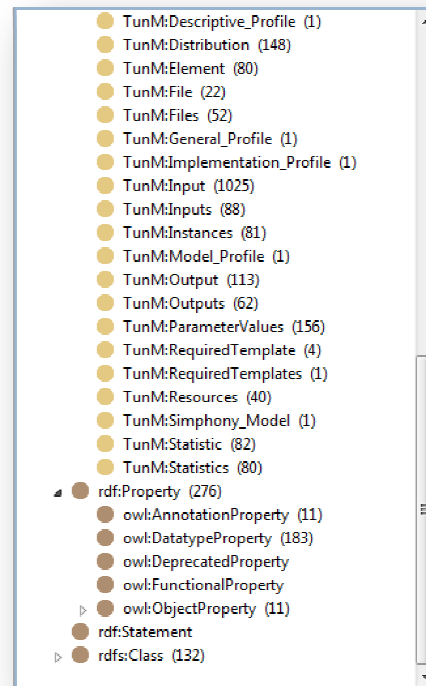 TunM:Descriptive_Profile (1)
TunM:Distribution (148)
TunM:Element (80)
TunM:File (22)
TunM:Files (52)
TunM:General_Profile (1)
TunM:Implementation_Profile (1)
TunM:Input (1025)
TunM:Inputs (88)
TunM:Instances (81)
TunM:Model_Profile (1)
TunM:Output (113)
TunM:Outputs (62)
TunM:ParameterValues (156)
TunM:RequiredTemplate (4)
TunM:RequiredTemplates (1)
TunM:Resources (40)
TunM:Simphony_Model (1)
TunM:Statistic (82)
TunM:Statistics (80)
rdf:Property (276)
owl:AnnotationProperty (11)
owl:DatatypeProperty (183)
owl:DeprecatedProperty
owl:FunctionalProperty
owl:ObjectProperty (11)
rdf:Statement
rdfs:Class (132)